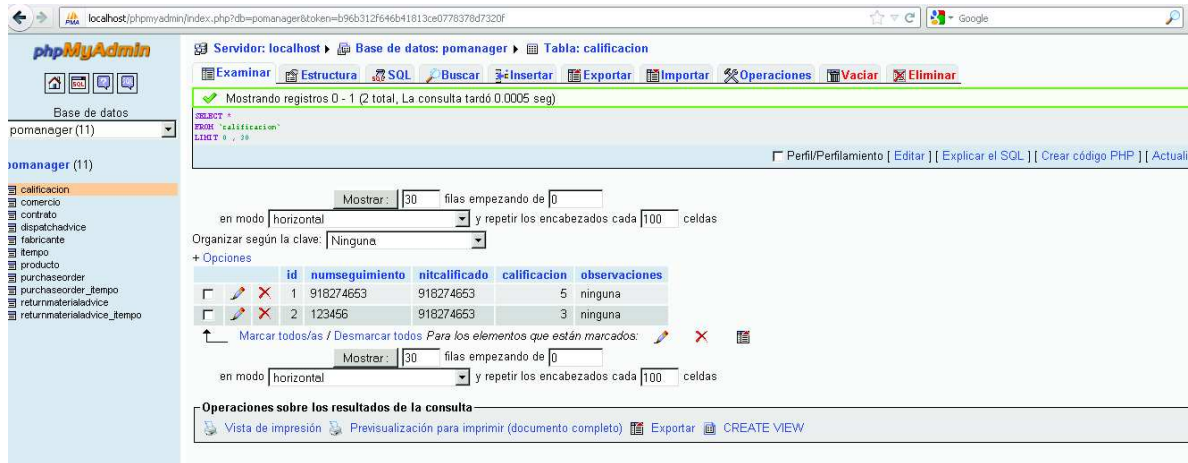 localhost/phpmyadmin/index.php?db=pomanager&token=b96b312f646b41813ce0778378d7320f
Google
phpMyAdmin
Base de datos
pomanager (11)
pomanager (11)
calificacion
comercio
contrato
dispatchadvice
fabricante
itempo
producto
purchaseorder
purchaseorder_itempo
returnmaterialadvice
returnmaterialadvice_itempo
Servidor: localhost Base de datos: pomanager Tabla: calificacion
Examinar Estructura SQL Buscar Insertar Exportar Importar Operaciones Vaciar Eliminar
Mostrando registros 0 - 1 (2 total, La consulta tardó 0.0005 seg)
SELECT *
FROM `calificacion`
LIMIT 0 , 20
Perfil/Perfilamiento [ Editar ] [ Explicar el SQL ] [ Crear código PHP ] [ Actuali
Mostrar : 30 filas empezando de 0
en modo horizontal y repetir los encabezados cada 100 celdas
Organizar según la clave: Ninguna
+ Opciones
id numseguimiento nitcalificado calificacion observaciones
1 918274653 918274653 5 ninguna
2 123456 918274653 3 ninguna
Marcar todos/as / Desmarcar todos Para los elementos que están marcados:
Mostrar : 30 filas empezando de 0
en modo horizontal y repetir los encabezados cada 100 celdas
Operaciones sobre los resultados de la consulta
Vista de impresión Previsualización para imprimir (documento completo) Exportar CREATE VIEW